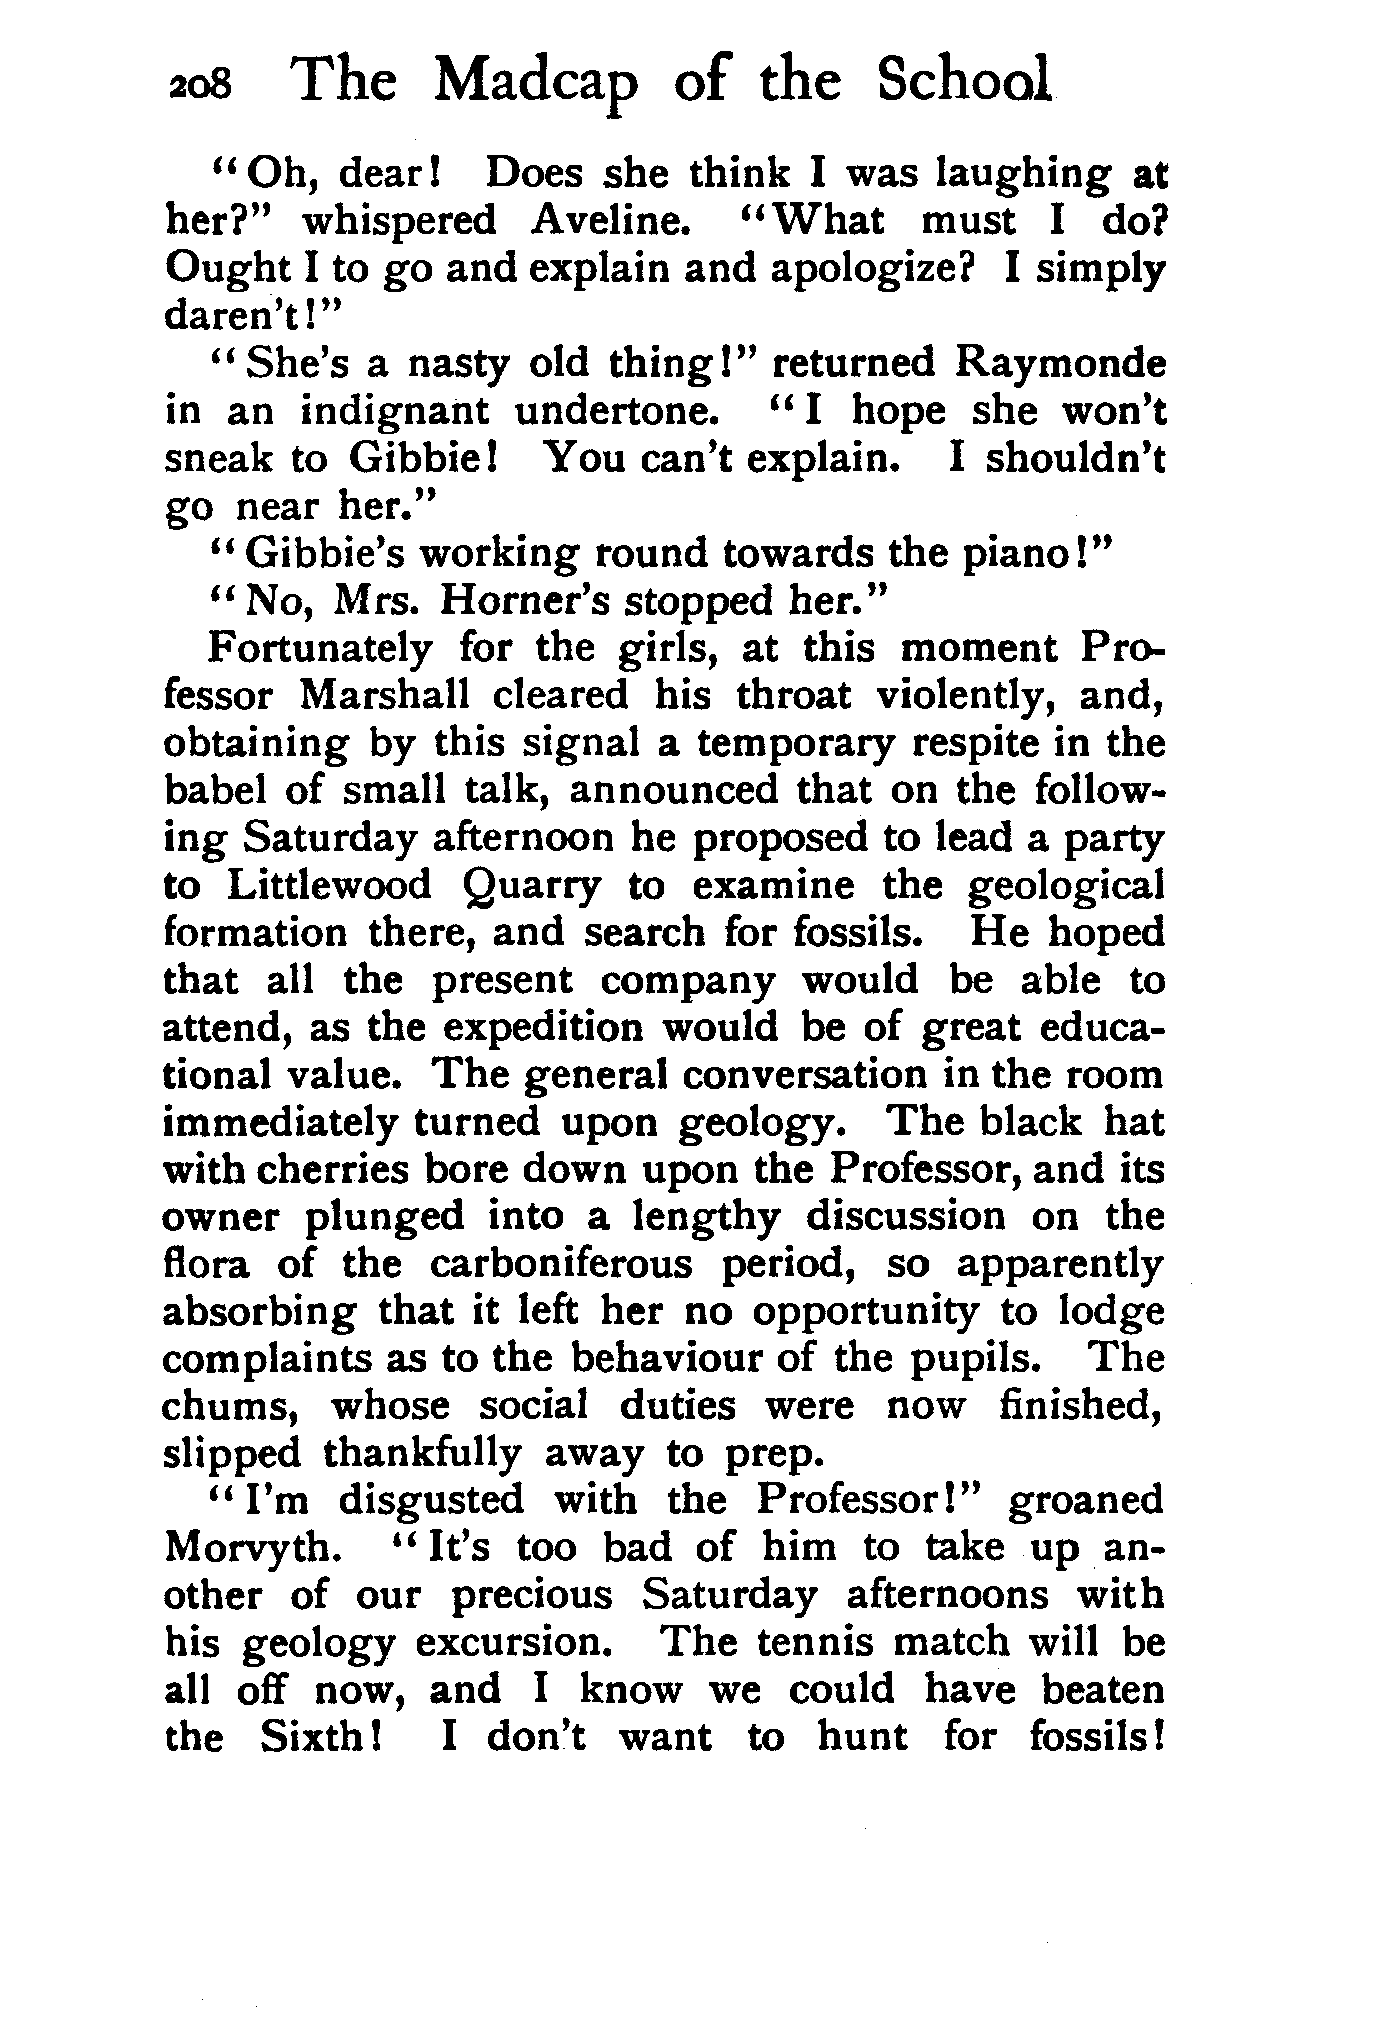 208 The Madcap of the School
"Oh, dear! Does she think I was laughing at
her?" whispered Aveline. "What must I do?
Ought I to go and explain and apologize? I simply
daren't!"
"She's a nasty old thing!" returned Raymonde
in an indignant undertone. "I hope she won't
sneak to Gibbie! You can't explain. I shouldn't
go near her."
"Gibbie's working round towards the piano!"
"No, Mrs. Horner's stopped her."
Fortunately for the girls, at this moment Pro-
fessor Marshall cleared his throat violently, and,
obtaining by this signal a temporary respite in the
babel of small talk, announced that on the follow-
ing Saturday afternoon he proposed to lead a party
to Littlewood Quarry to examine the geological
formation there, and search for fossils. He hoped
that all the present company would be able to
attend, as the expedition would be of great educa-
tional value. The general conversation in the room
immediately turned upon geology. The black hat
with cherries bore down upon the Professor, and its
owner plunged into a lengthy discussion on the
flora of the carboniferous period, so apparently
absorbing that it left her no opportunity to lodge
complaints as to the behaviour of the pupils. The
chums, whose social duties were now finished,
slipped thankfully away to prep.
"I'm disgusted with the Professor!" groaned
Morvyth. "It's too bad of him to take up an-
other of our precious Saturday afternoons with
his geology excursion. The tennis match will be
all off now, and I know we could have beaten
the Sixth! I don't want to hunt for fossils!